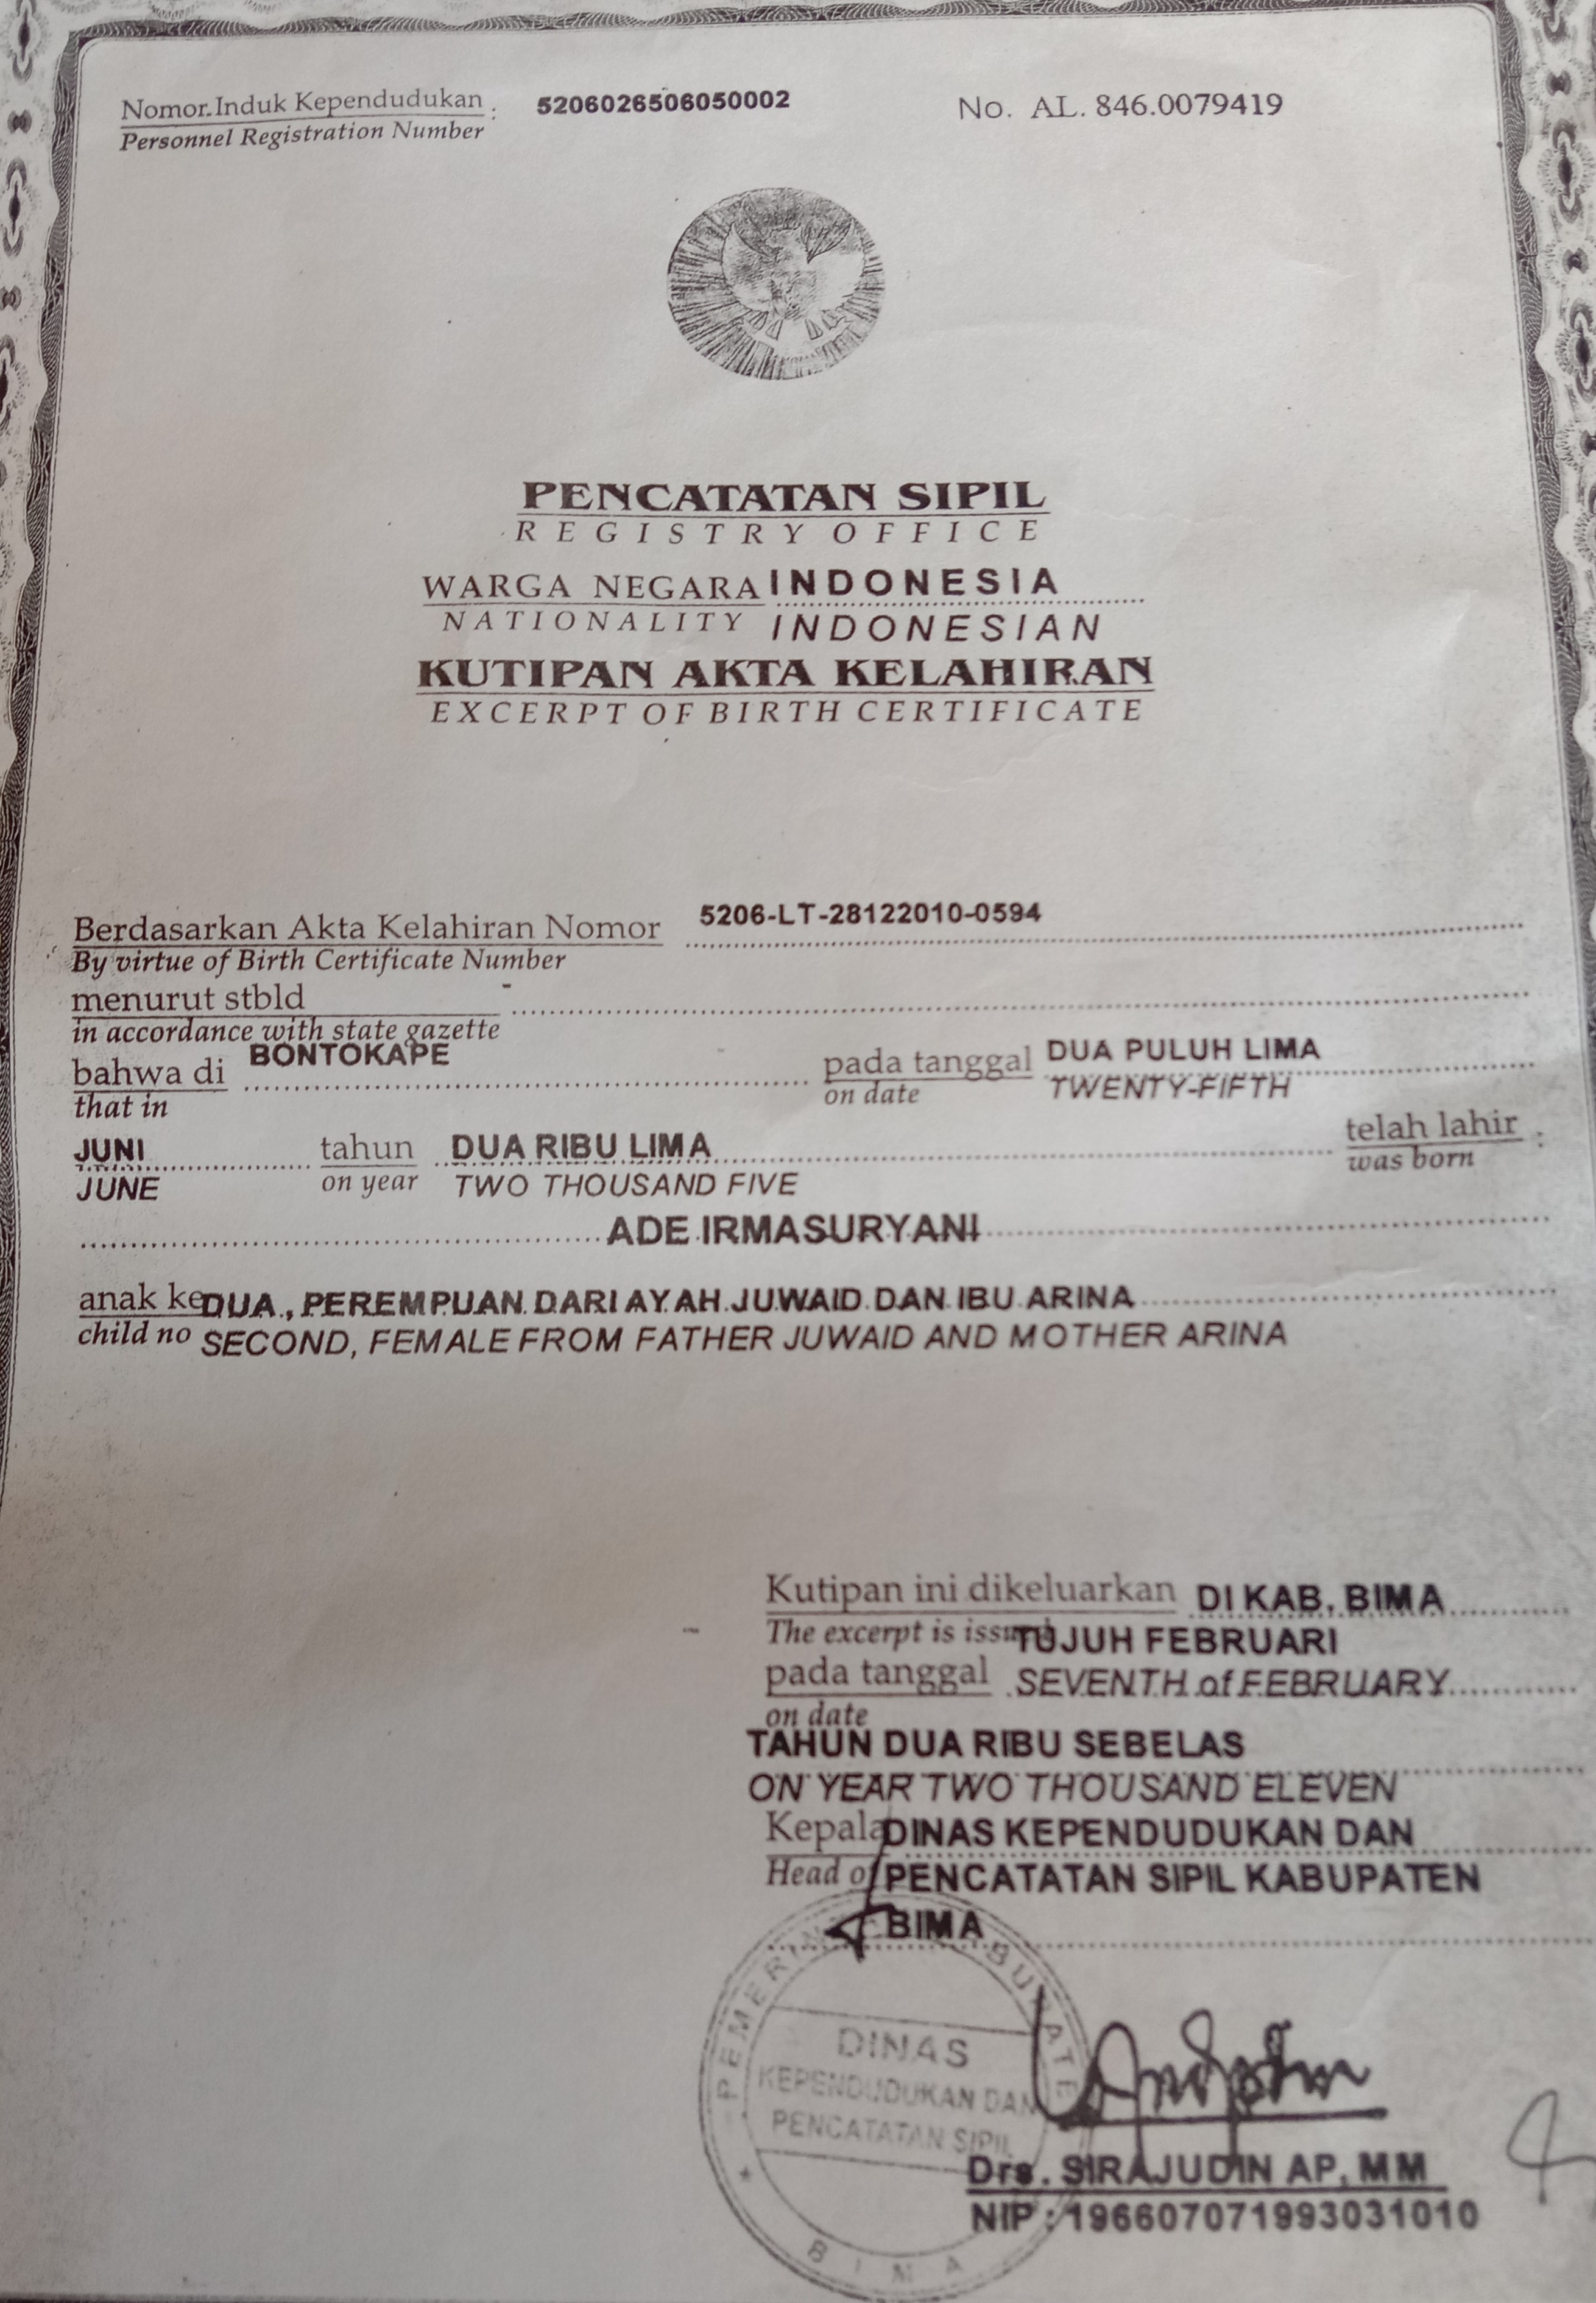 Nomor Induk Kependudukan : 5206026506050002 No. AL. 846.0079419
Personnel Registration Number
PENCATATAN SIPIL
REGISTRY OFFICE
WARGA NEGARA INDONESIA
NATIONALITY INDONESIAN
KUTIPAN AKTA KELAHIRAN
EXCERPT OF BIRTH CERTIFICATE
Berdasarkan Akta Kelahiran Nomor 5206-LT-28122010-0594
By virtue of Birth Certificate Number
menurut stbld -
in accordance with state gazette
bahwa di BONTOKAPE pada tanggal DUA PULUH LIMA
that in on date TWENTY-FIFTH
JUNI tahun DUA RIBU LIMA telah lahir :
JUNE on year TWO THOUSAND FIVE was born
ADE IRMASURYANI
anak ke DUA, PEREMPUAN DARI AYAH JUWAID DAN IBU ARINA
child no SECOND, FEMALE FROM FATHER JUWAID AND MOTHER ARINA
Kutipan ini dikeluarkan DI KAB. BIMA
The excerpt is issued TUJUH FEBRUARI
pada tanggal SEVENTH of FEBRUARY
on date
TAHUN DUA RIBU SEBELAS
ON YEAR TWO THOUSAND ELEVEN
Kepala DINAS KEPENDUDUKAN DAN
Head of PENCATATAN SIPIL KABUPATEN
BIMA
DINAS
KEPENDUDUKAN DAN
PENCATATAN SIPIL
BIMA
Drs. SIRAJUDIN AP, MM
NIP : 196607071993031010